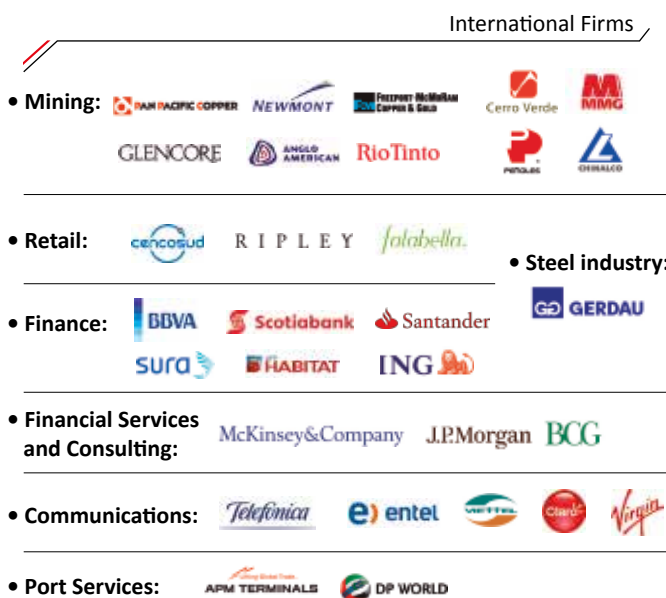 International Firms
• Mining: PAN PACIFIC COPPER NEWMONT FREEPORT-McMoRAN COPPER & GOLD Cerro Verde MMG
GLENCORE ANGLO AMERICAN RioTinto PEÑOLES CHINALCO
• Retail: cencosud RIPLEY falabella.
• Steel industry:
GG GERDAU
• Finance: BBVA Scotiabank Santander
sura HABITAT ING
• Financial Services
and Consulting:
McKinsey&Company J.P.Morgan BCG
• Communications: Telefónica e) entel VIETTEL Claro Virgin
• Port Services: APM TERMINALS DP WORLD